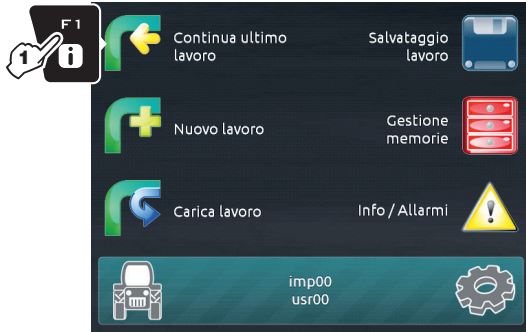 F1
i
1
Continua ultimo
lavoro
Salvataggio
lavoro
Nuovo lavoro
Gestione
memorie
Carica lavoro
Info / Allarmi
imp00
usr00